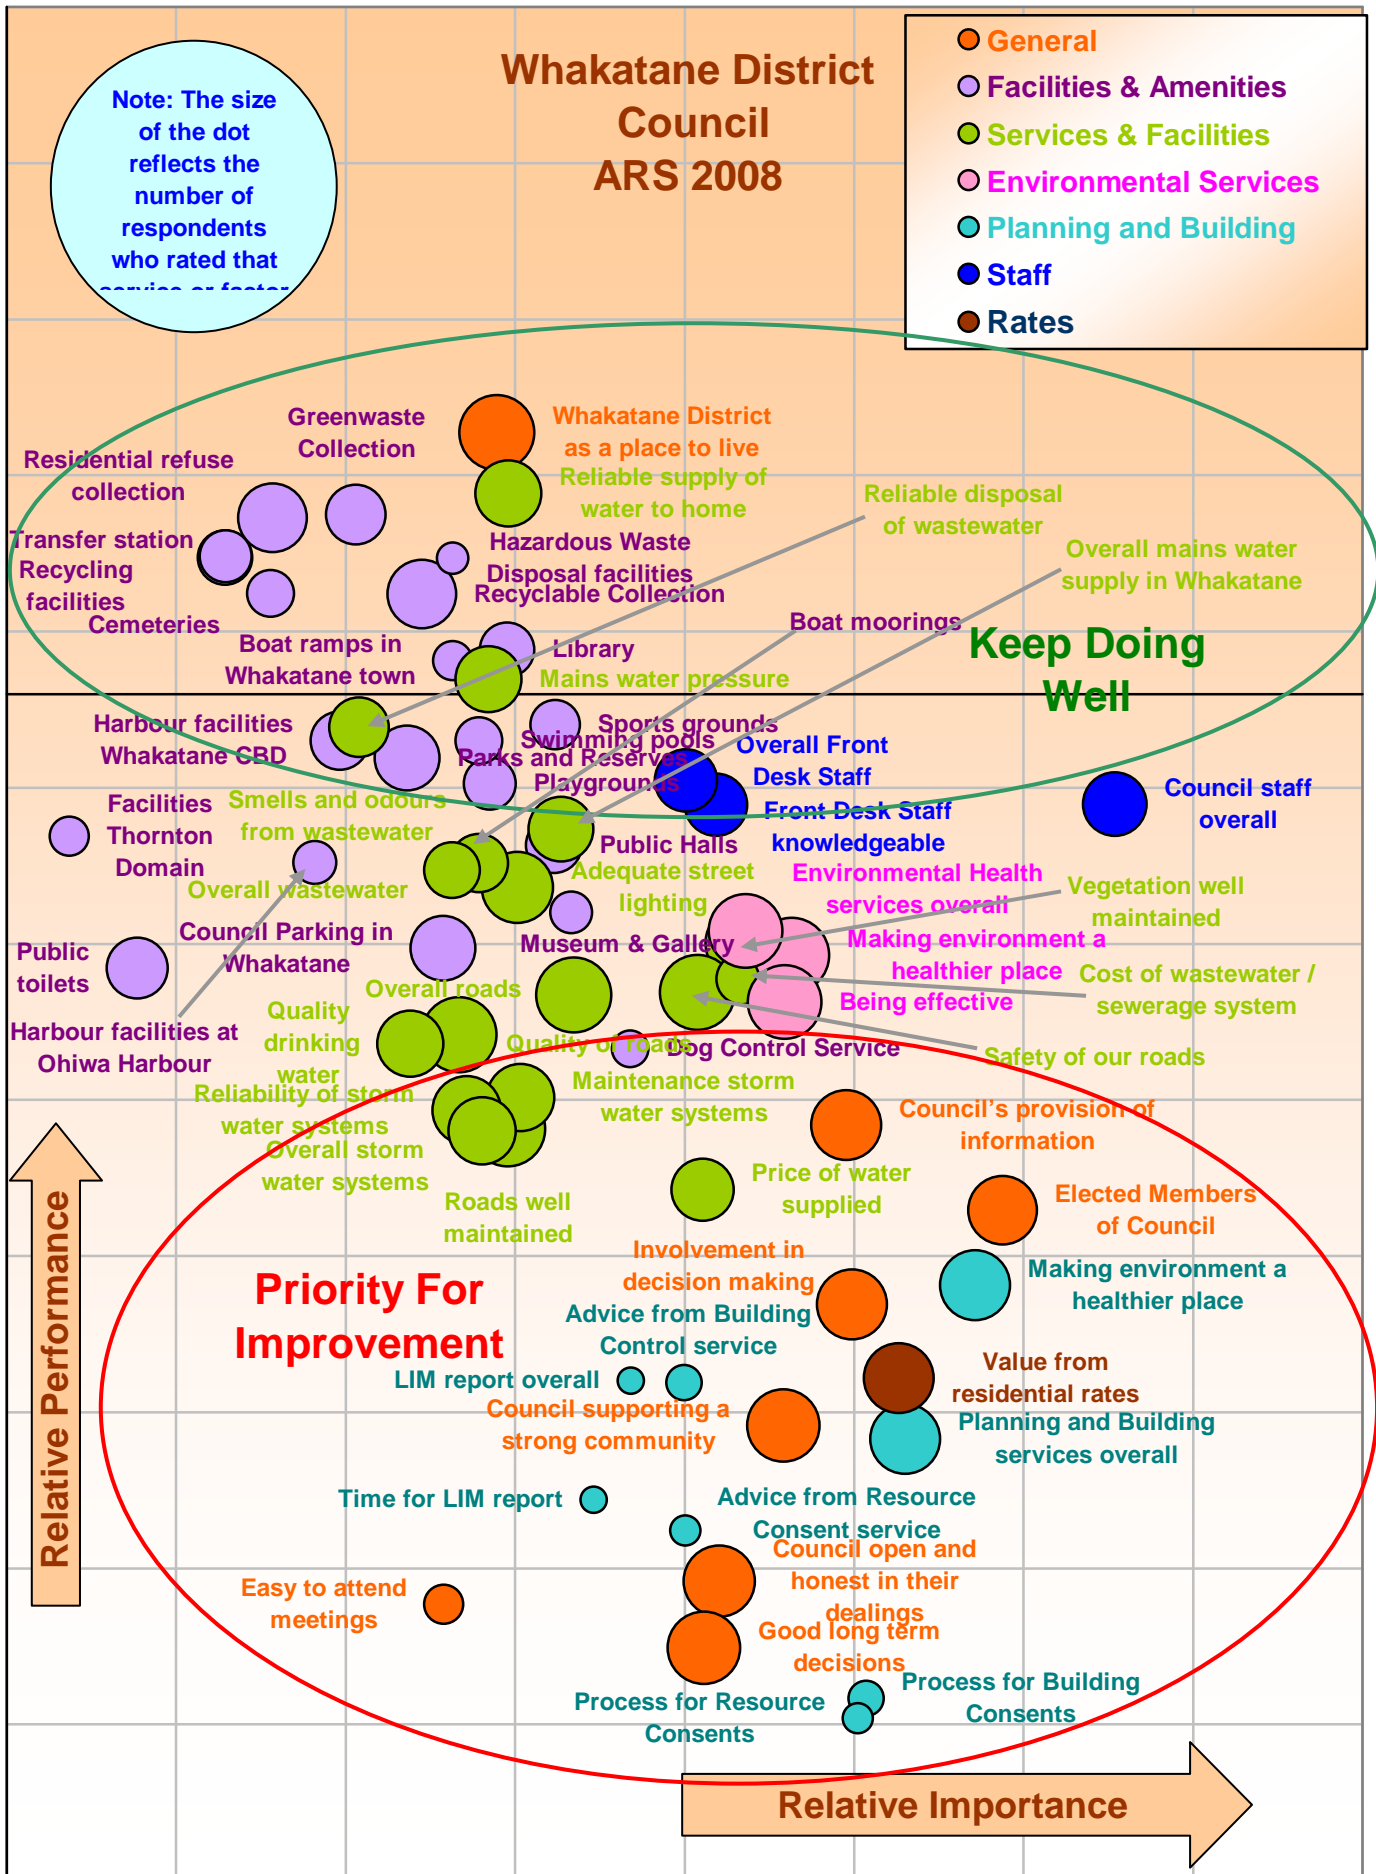 Whakatane District
Council
ARS 2008
Note: The size
of the dot
reflects the
number of
respondents
who rated that
service or factor
General
Facilities & Amenities
Services & Facilities
Environmental Services
Planning and Building
Staff
Rates
Greenwaste
Collection
Whakatane District
as a place to live
Residential refuse
collection
Reliable supply of
water to home
Reliable disposal
of wastewater
Transfer station
Recycling
facilities
Hazardous Waste
Disposal facilities
Overall mains water
supply in Whakatane
Recyclable Collection
Cemeteries
Boat moorings
Boat ramps in
Whakatane town
Library
Keep Doing
Well
Mains water pressure
Harbour facilities
Whakatane CBD
Sports grounds
Swimming pools
Parks and Reserves
Playgrounds
Overall Front
Desk Staff
Front Desk Staff
knowledgeable
Council staff
overall
Facilities
Thornton
Domain
Smells and odours
from wastewater
Public Halls
Overall wastewater
Adequate street
lighting
Environmental Health
services overall
Vegetation well
maintained
Public
toilets
Council Parking in
Whakatane
Museum & Gallery
Making environment a
healthier place
Cost of wastewater /
sewerage system
Overall roads
Being effective
Harbour facilities at
Ohiwa Harbour
Quality
drinking
water
Quality of roads
Dog Control Service
Safety of our roads
Reliability of storm
water systems
Maintenance storm
water systems
Council's provision of
information
Overall storm
water systems
Roads well
maintained
Price of water
supplied
Elected Members
of Council
Involvement in
decision making
Making environment a
healthier place
Priority For
Improvement
Advice from Building
Control service
LIM report overall
Value from
residential rates
Council supporting a
strong community
Planning and Building
services overall
Time for LIM report
Advice from Resource
Consent service
Council open and
honest in their
dealings
Easy to attend
meetings
Good long term
decisions
Process for Resource
Consents
Process for Building
Consents
Relative Performance
Relative Importance